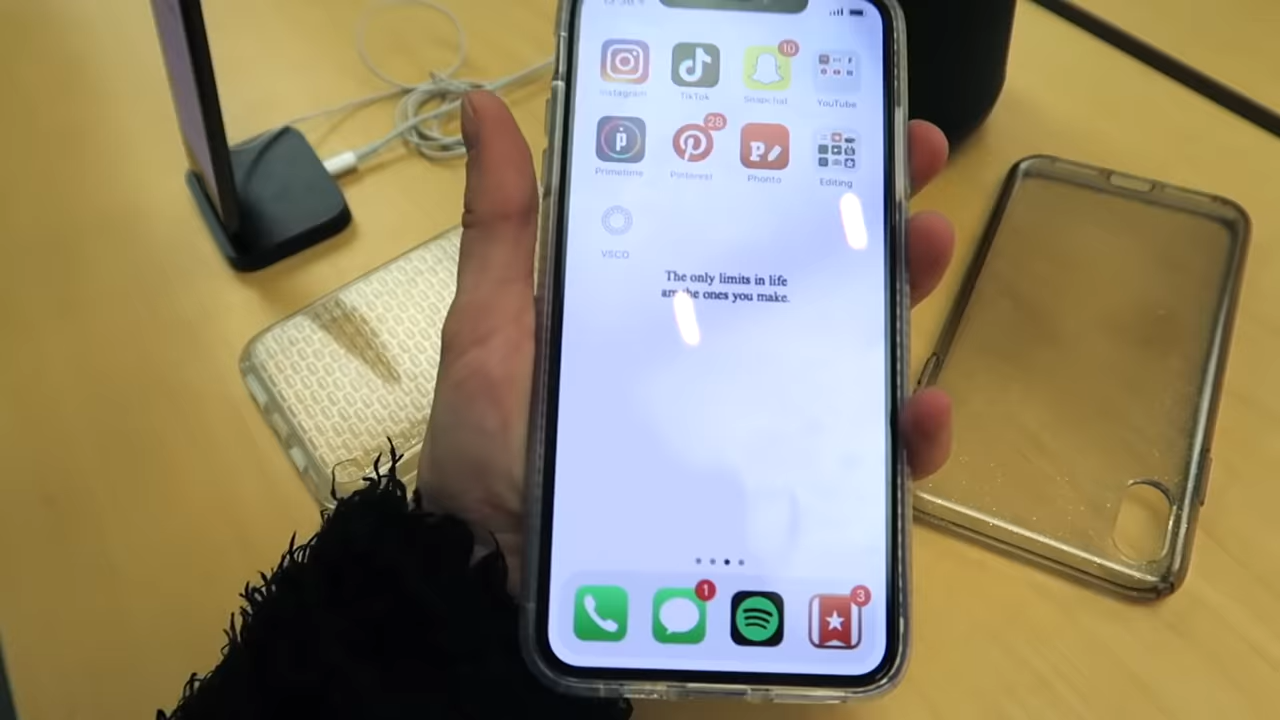 10
Instagram
TikTok
Snapchat
YouTube
28
Primetime
Pinterest
Phonto
Editing
VSCO
The only limits in life
are the ones you make.
1
3